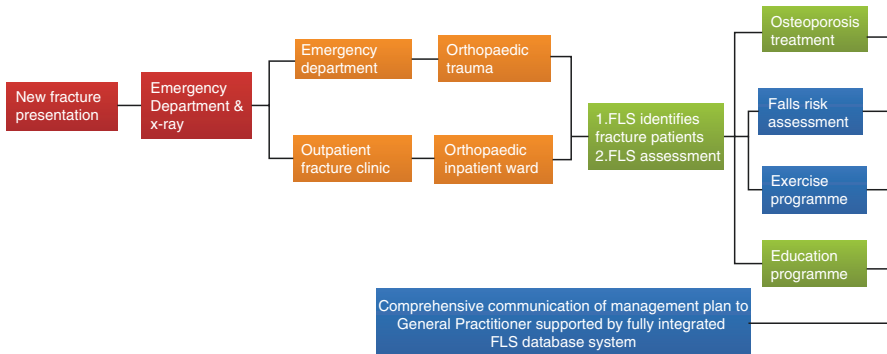 New fracture
presentation
Emergency
Department &
x-ray
Emergency
department
Orthopaedic
trauma
Outpatient
fracture clinic
Orthopaedic
inpatient ward
1.FLS identifies
fracture patients
2.FLS assessment
Osteoporosis
treatment
Falls risk
assessment
Exercise
programme
Education
programme
Comprehensive communication of management plan to
General Practitioner supported by fully integrated
FLS database system